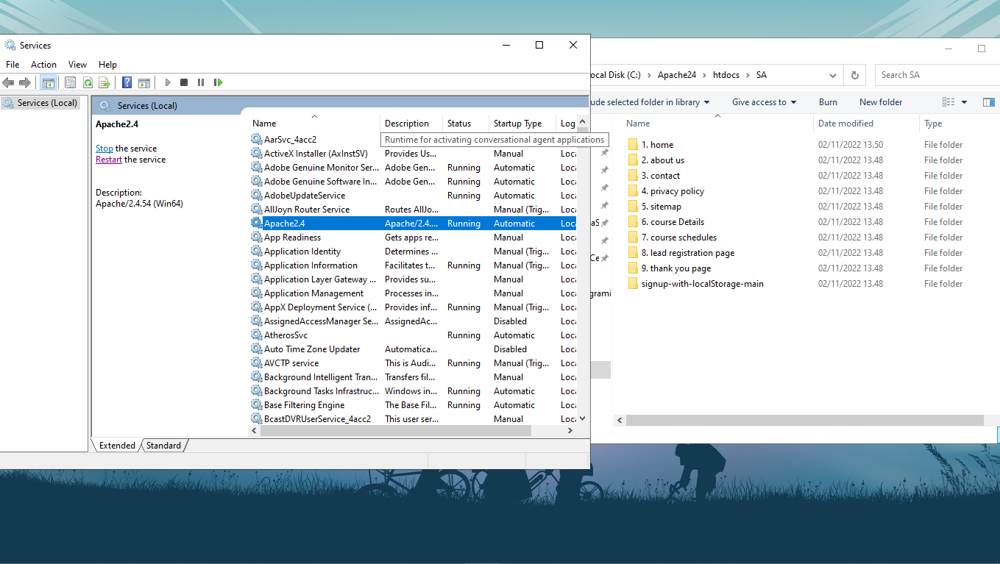 Services
File Action View Help
Services (Local)
Services (Local)
Apache2.4
Stop the service
Restart the service
Description:
Apache/2.4.54 (Win64)
Name Description Status Startup Type Log
AarSvc_4acc2
Runtime for activating conversational agent applications
ActiveX Installer (AxInstSV) Provides Us... Manual Loca
Adobe Genuine Monitor Ser... Adobe Gen... Running Automatic Loca
Adobe Genuine Software In... Adobe Gen... Running Automatic Loca
AdobeUpdateService Running Automatic Loca
AllJoyn Router Service Routes AllJo... Manual (Trig... Loca
Apache2.4 Apache/2.4.... Running Automatic Loca
App Readiness Gets apps re... Manual Loca
Application Identity Determines ... Manual (Trig... Loca
Application Information Facilitates t... Running Manual (Trig... Loca
Application Layer Gateway ... Provides su... Manual Loca
Application Management Processes in... Manual Loca
AppX Deployment Service (... Provides inf... Running Manual (Trig... Loca
AssignedAccessManager Se... AssignedAc... Disabled Loca
AtherosSvc Running Automatic Loca
Auto Time Zone Updater Automatica... Disabled Loca
AVCTP service This is Audi... Running Manual (Trig... Loca
Background Intelligent Tran... Transfers fil... Manual Loca
Background Tasks Infrastruc... Windows in... Running Automatic Loca
Base Filtering Engine The Base Fil... Running Automatic Loca
BcastDVRUserService_4acc2 This user ser... Manual Loca
Extended Standard
ocal Disk (C:) Apache24 htdocs SA
Search SA
ude selected folder in library Give access to Burn New folder
Name Date modified Type
1. home 02/11/2022 13.50 File folder
2. about us 02/11/2022 13.48 File folder
3. contact 02/11/2022 13.48 File folder
4. privacy policy 02/11/2022 13.48 File folder
5. sitemap 02/11/2022 13.48 File folder
6. course Details 02/11/2022 13.48 File folder
7. course schedules 02/11/2022 13.48 File folder
8. lead registration page 02/11/2022 13.48 File folder
9. thank you page 02/11/2022 13.48 File folder
signup-with-localStorage-main 02/11/2022 13.48 File folder
aS
Ce
grami